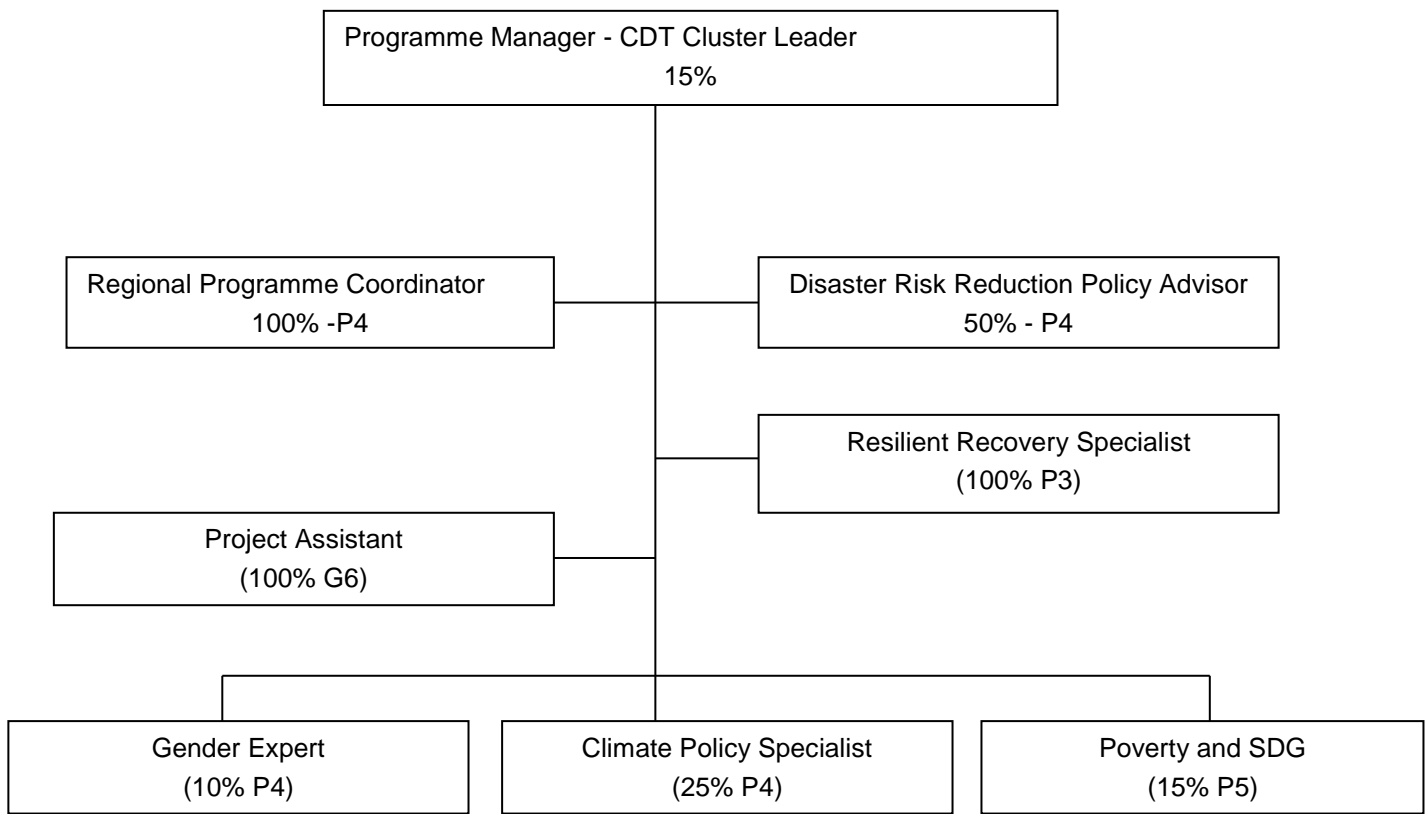 Programme Manager - CDT Cluster Leader
15%
Regional Programme Coordinator
100% -P4
Disaster Risk Reduction Policy Advisor
50% - P4
Resilient Recovery Specialist
(100% P3)
Project Assistant
(100% G6)
Gender Expert
(10% P4)
Climate Policy Specialist
(25% P4)
Poverty and SDG
(15% P5)